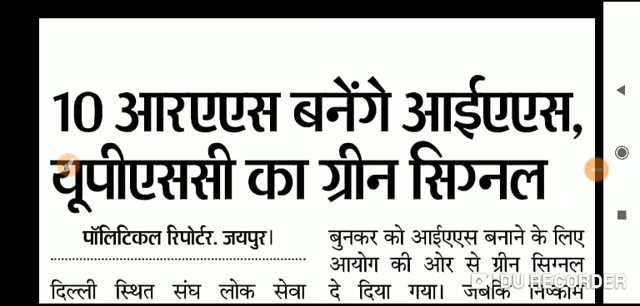 10 आरएएस बनेंगे आईएएस,
यूपीएससी का ग्रीन सिग्नल
पॉलिटिकल रिपोर्टर. जयपुर।
दिल्ली स्थित संघ लोक सेवा
बुनकर को आईएएस बनाने के लिए
आयोग की ओर से ग्रीन सिग्नल
दे दिया गया। जबकि निष्काम
DU RECORDER